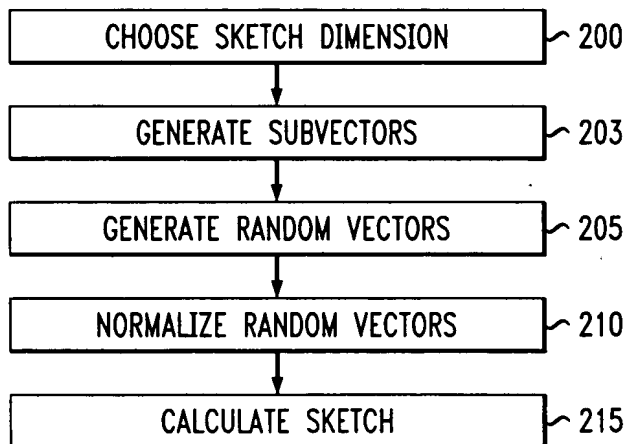 CHOOSE SKETCH DIMENSION 200
GENERATE SUBVECTORS 203
GENERATE RANDOM VECTORS 205
NORMALIZE RANDOM VECTORS 210
CALCULATE SKETCH 215